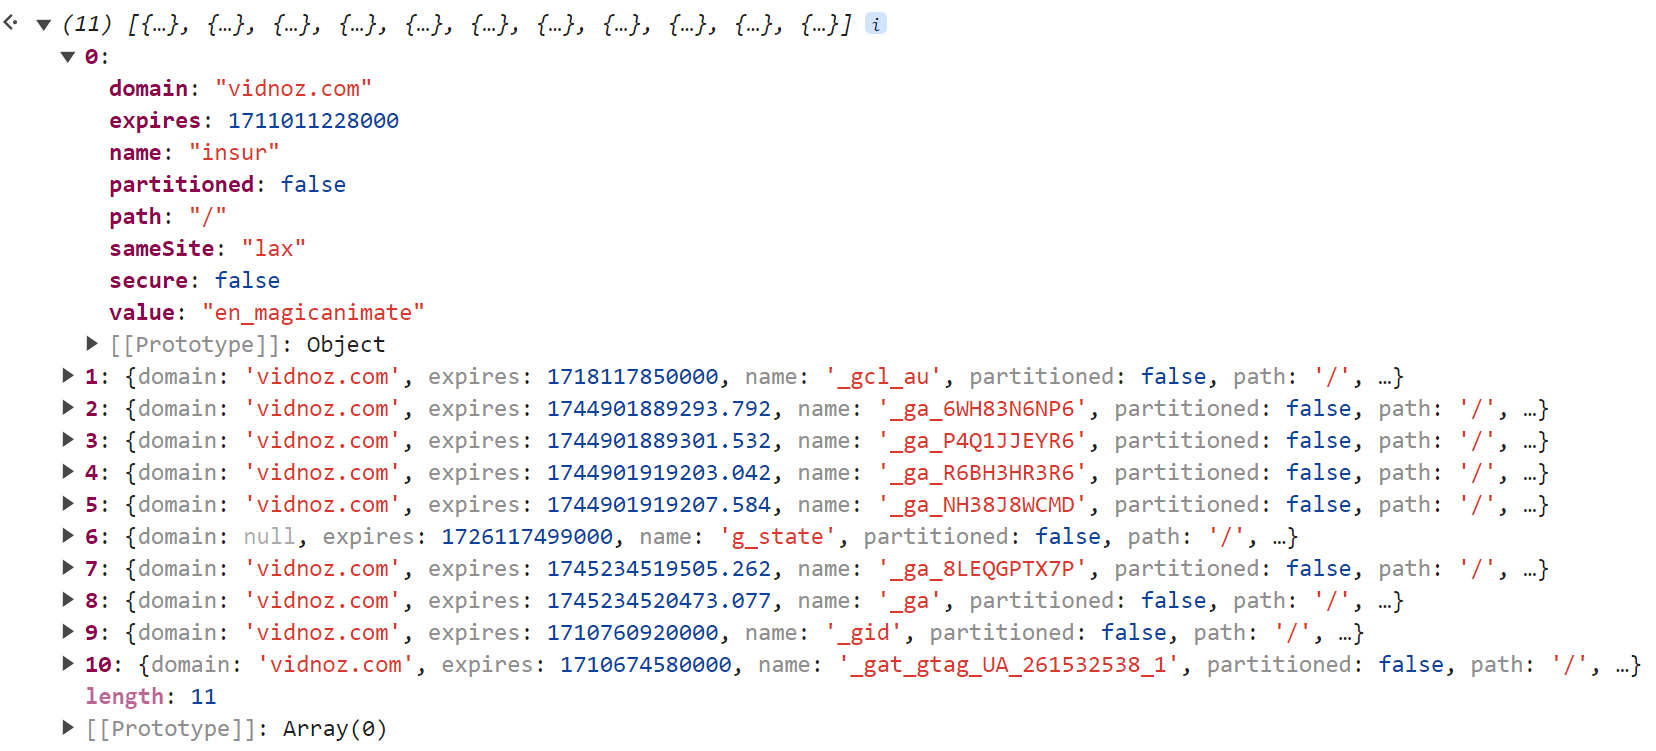 (11) [{…}, {…}, {…}, {…}, {…}, {…}, {…}, {…}, {…}, {…}, {…}] i
0:
domain: "vidnoz.com"
expires: 1711011228000
name: "insur"
partitioned: false
path: "/"
sameSite: "lax"
secure: false
value: "en_magicanimate"
[[Prototype]]: Object
1: {domain: 'vidnoz.com', expires: 1718117850000, name: '_gcl_au', partitioned: false, path: '/', …}
2: {domain: 'vidnoz.com', expires: 1744901889293.792, name: '_ga_6WH83N6NP6', partitioned: false, path: '/', …}
3: {domain: 'vidnoz.com', expires: 1744901889301.532, name: '_ga_P4Q1JJEYR6', partitioned: false, path: '/', …}
4: {domain: 'vidnoz.com', expires: 1744901919203.042, name: '_ga_R6BH3HR3R6', partitioned: false, path: '/', …}
5: {domain: 'vidnoz.com', expires: 1744901919207.584, name: '_ga_NH38J8WCMD', partitioned: false, path: '/', …}
6: {domain: null, expires: 1726117499000, name: 'g_state', partitioned: false, path: '/', …}
7: {domain: 'vidnoz.com', expires: 1745234519505.262, name: '_ga_8LEQGPTX7P', partitioned: false, path: '/', …}
8: {domain: 'vidnoz.com', expires: 1745234520473.077, name: '_ga', partitioned: false, path: '/', …}
9: {domain: 'vidnoz.com', expires: 1710760920000, name: '_gid', partitioned: false, path: '/', …}
10: {domain: 'vidnoz.com', expires: 1710674580000, name: '_gat_gtag_UA_261532538_1', partitioned: false, path: '/', …}
length: 11
[[Prototype]]: Array(0)